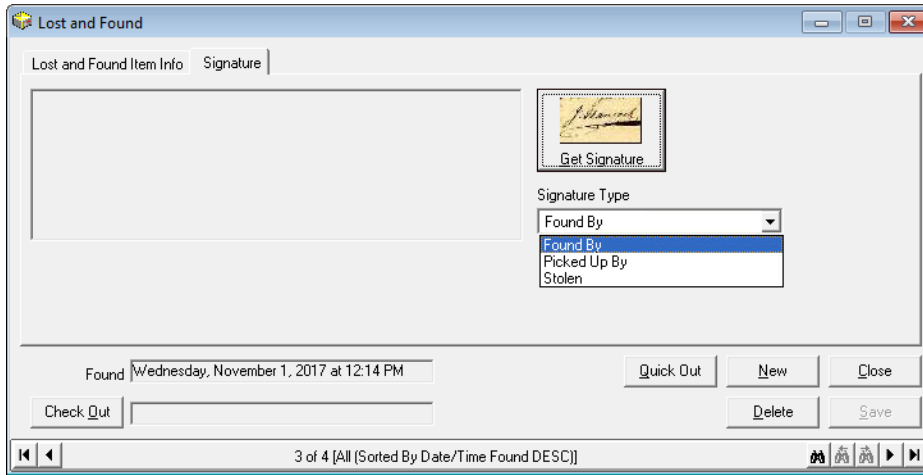 Lost and Found
Lost and Found Item Info Signature
J. Hancock
Get Signature
Signature Type
Found By
Found By
Picked Up By
Stolen
Found Wednesday, November 1, 2017 at 12:14 PM
Quick Out New Close
Check Out
Delete Save
3 of 4 [All (Sorted By Date/Time Found DESC)]